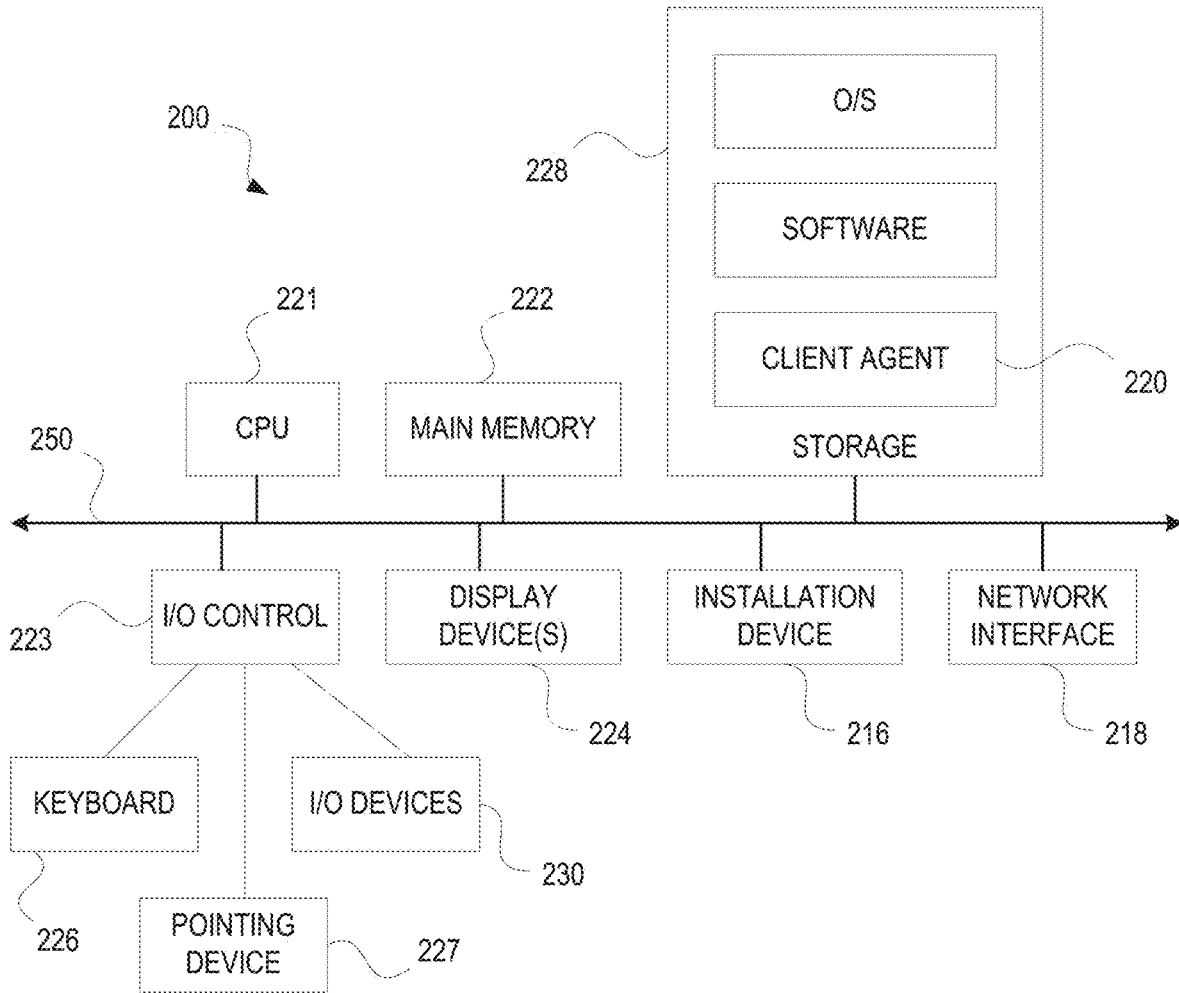 O/S
200
228
SOFTWARE
221
222
CLIENT AGENT
220
CPU
MAIN MEMORY
250
STORAGE
I/O CONTROL
DISPLAY
DEVICE(S)
INSTALLATION
DEVICE
NETWORK
INTERFACE
223
224
216
218
KEYBOARD
I/O DEVICES
230
226
POINTING
DEVICE
227